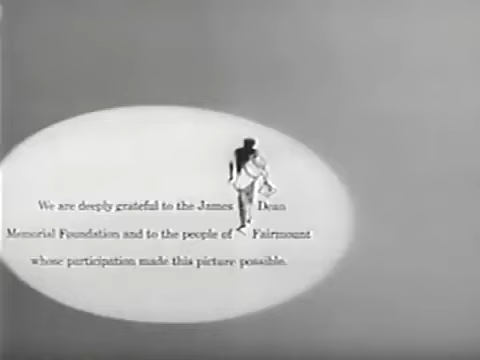 We are deeply grateful to the James Dean
Memorial Foundation and to the people of Fairmount
whose participation made this picture possible.